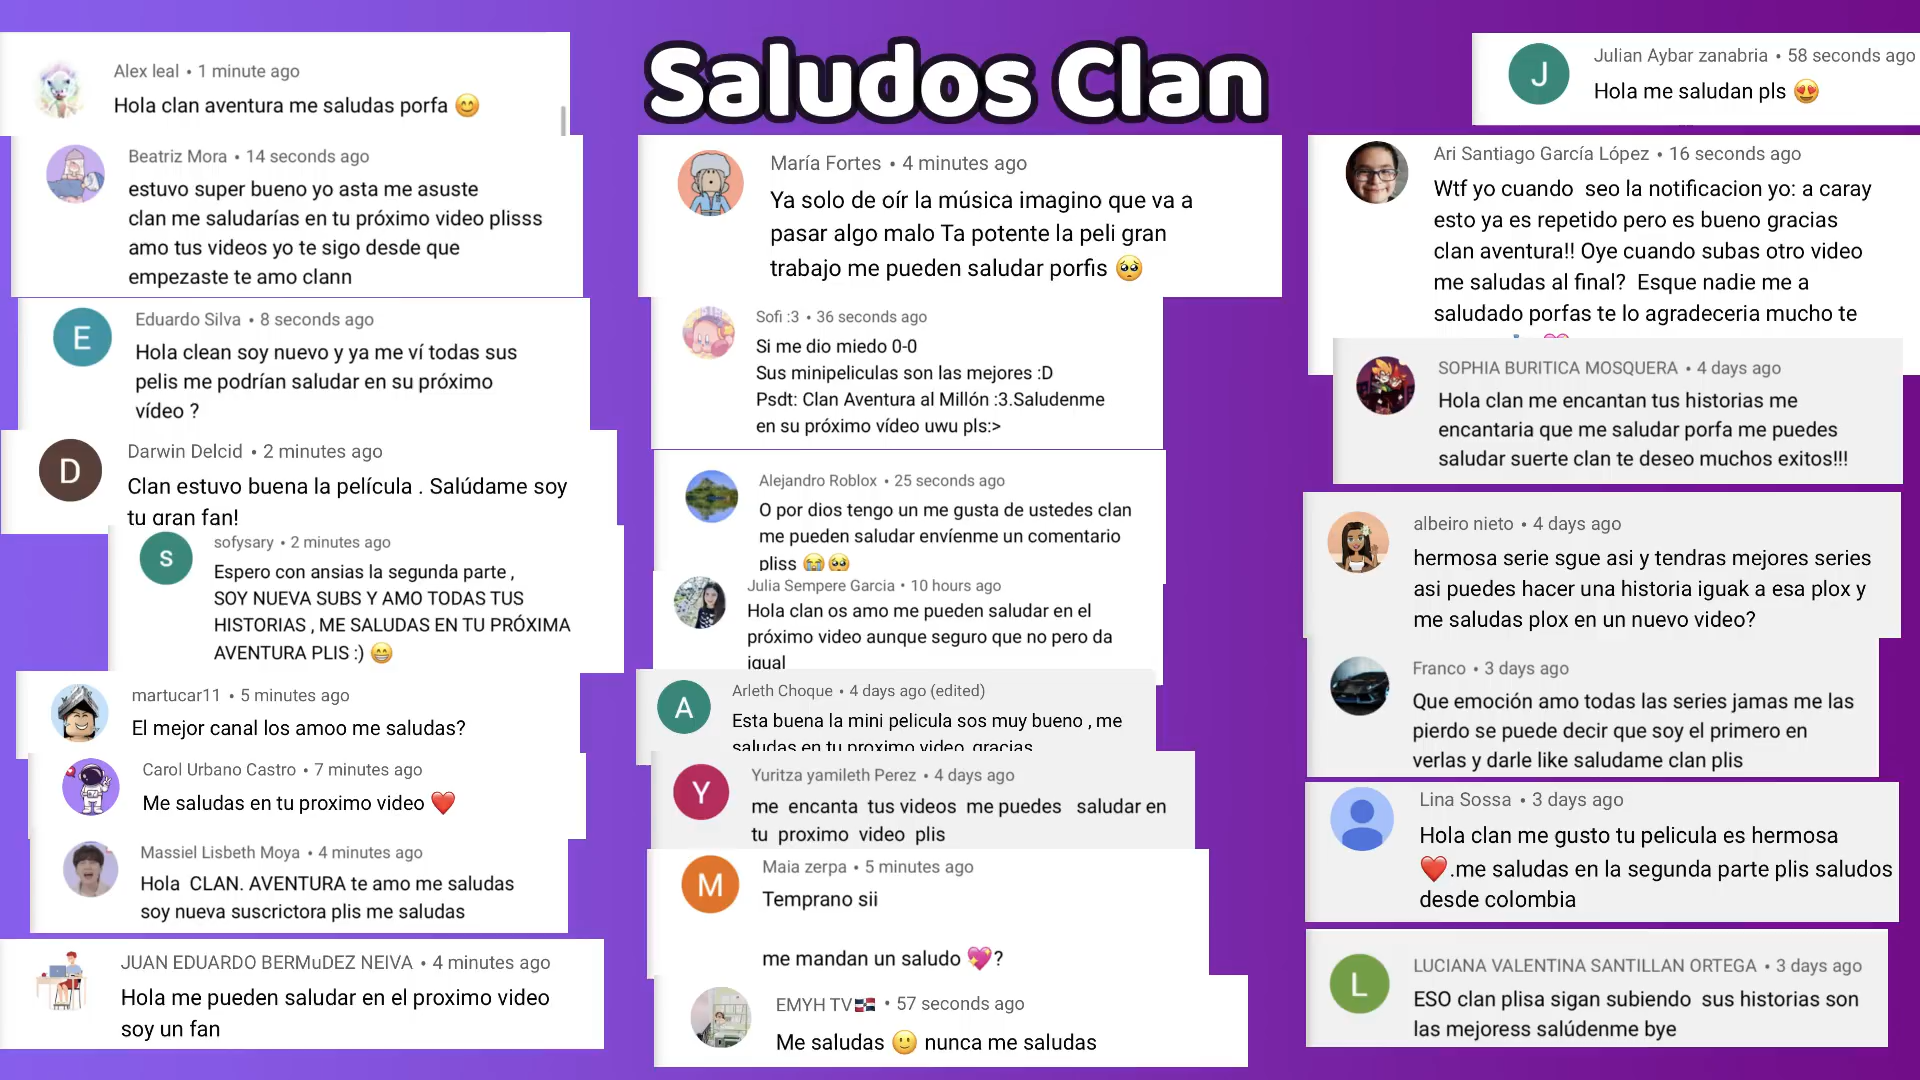 Saludos Clan
Alex leal • 1 minute ago
Hola clan aventura me saludas porfa 😊
Beatriz Mora • 14 seconds ago
estuvo super bueno yo asta me asuste
clan me saludarías en tu próximo video plisss
amo tus videos yo te sigo desde que
empezaste te amo clann
Eduardo Silva • 8 seconds ago
Hola clean soy nuevo y ya me ví todas sus
pelis me podrían saludar en su próximo
vídeo ?
Darwin Delcid • 2 minutes ago
Clan estuvo buena la película . Salúdame soy
tu gran fan!
sofysary • 2 minutes ago
Espero con ansias la segunda parte ,
SOY NUEVA SUBS Y AMO TODAS TUS
HISTORIAS , ME SALUDAS EN TU PRÓXIMA
AVENTURA PLIS :) 😁
martucar11 • 5 minutes ago
El mejor canal los amoo me saludas?
Carol Urbano Castro • 7 minutes ago
Me saludas en tu proximo video ❤️
Massiel Lisbeth Moya • 4 minutes ago
Hola CLAN. AVENTURA te amo me saludas
soy nueva suscrictora plis me saludas
JUAN EDUARDO BERMuDEZ NEIVA • 4 minutes ago
Hola me pueden saludar en el proximo video
soy un fan
María Fortes • 4 minutes ago
Ya solo de oír la música imagino que va a
pasar algo malo Ta potente la peli gran
trabajo me pueden saludar porfis 🥺
Sofi :3 • 36 seconds ago
Si me dio miedo 0-0
Sus minipeliculas son las mejores :D
Psdt: Clan Aventura al Millón :3.Saludenme
en su próximo vídeo uwu pls:>
Alejandro Roblox • 25 seconds ago
O por dios tengo un me gusta de ustedes clan
me pueden saludar envíenme un comentario
pliss 😭🥺
Julia Sempere Garcia • 10 hours ago
Hola clan os amo me pueden saludar en el
próximo video aunque seguro que no pero da
igual
Arleth Choque • 4 days ago (edited)
Esta buena la mini pelicula sos muy bueno , me
saludas en tu proximo video gracias
Yuritza yamileth Perez • 4 days ago
me encanta tus videos me puedes saludar en
tu proximo video plis
Maia zerpa • 5 minutes ago
Temprano sii
me mandan un saludo 💖?
EMYH TV🇩🇴 • 57 seconds ago
Me saludas 🙂 nunca me saludas
Julian Aybar zanabria • 58 seconds ago
Hola me saludan pls 😍
Ari Santiago García López • 16 seconds ago
Wtf yo cuando seo la notificacion yo: a caray
esto ya es repetido pero es bueno gracias
clan aventura!! Oye cuando subas otro video
me saludas al final? Esque nadie me a
saludado porfas te lo agradeceria mucho te
SOPHIA BURITICA MOSQUERA • 4 days ago
Hola clan me encantan tus historias me
encantaria que me saludar porfa me puedes
saludar suerte clan te deseo muchos exitos!!!
albeiro nieto • 4 days ago
hermosa serie sgue asi y tendras mejores series
asi puedes hacer una historia iguak a esa plox y
me saludas plox en un nuevo video?
Franco • 3 days ago
Que emoción amo todas las series jamas me las
pierdo se puede decir que soy el primero en
verlas y darle like saludame clan plis
Lina Sossa • 3 days ago
Hola clan me gusto tu pelicula es hermosa
❤️.me saludas en la segunda parte plis saludos
desde colombia
LUCIANA VALENTINA SANTILLAN ORTEGA • 3 days ago
ESO clan plisa sigan subiendo sus historias son
las mejoress salúdenme bye
J
E
D
S
A
Y
M
L